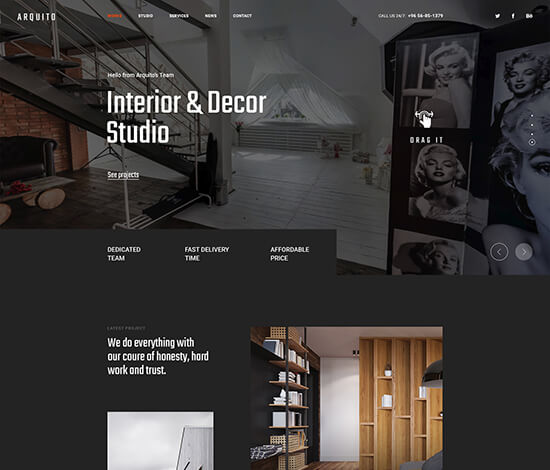 ARQUITO
WORKS STUDIO SERVICES NEWS CONTACT
CALL US 24/7: +96 56-85-1379
Hello from Arquito's Team
Interior & Decor
Studio
See projects
DRAG IT
DEDICATED
TEAM
FAST DELIVERY
TIME
AFFORDABLE
PRICE
LATEST PROJECT
We do everything with
our coure of honesty, hord
work and trust.